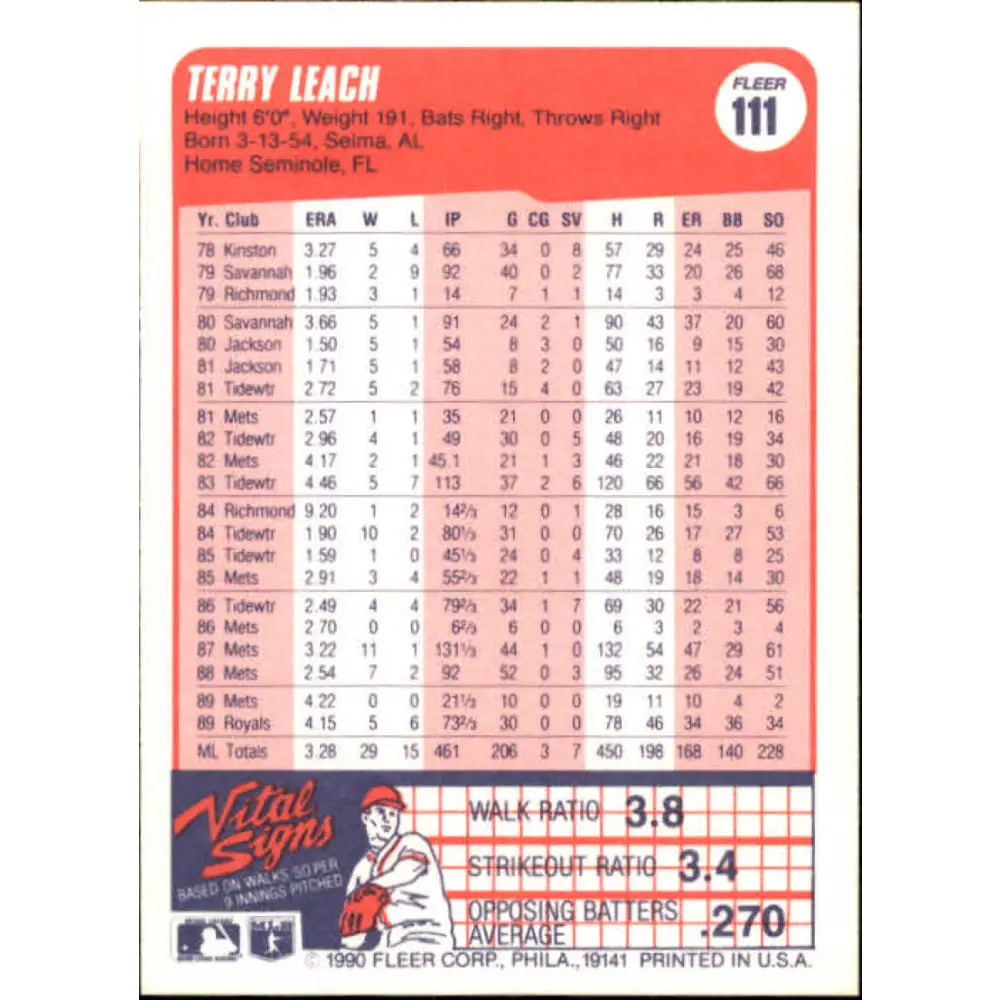 TERRY LEACH
FLEER
111
Height 6'0", Weight 191, Bats Right, Throws Right
Born 3-13-54, Selma, AL
Home Seminole, FL
Yr. Club ERA W L IP G CG SV H R ER BB SO
78 Kinston 3.27 5 4 66 34 0 8 57 29 24 25 46
79 Savannah 1.96 2 9 92 40 0 2 77 33 20 26 68
79 Richmond 1.93 3 1 14 7 1 1 14 3 3 4 12
80 Savannah 3.66 5 1 91 24 2 1 90 43 37 20 60
80 Jackson 1.50 5 1 54 8 3 0 50 16 9 15 30
81 Jackson 1.71 5 1 58 8 2 0 47 14 11 12 43
81 Tidewtr 2.72 5 2 76 15 4 0 63 27 23 19 42
81 Mets 2.57 1 1 35 21 0 0 26 11 10 12 16
82 Tidewtr 2.96 4 1 49 30 0 5 48 20 16 19 34
82 Mets 4.17 2 1 45.1 21 1 3 46 22 21 18 30
83 Tidewtr 4.46 5 7 113 37 2 6 120 66 56 42 66
84 Richmond 9.20 1 2 14⅔ 12 0 1 28 16 15 3 6
84 Tidewtr 1.90 10 2 80⅓ 31 0 0 70 26 17 27 53
85 Tidewtr 1.59 1 0 45⅓ 24 0 4 33 12 8 8 25
85 Mets 2.91 3 4 55⅔ 22 1 1 48 19 18 14 30
86 Tidewtr 2.49 4 4 79⅔ 34 1 7 69 30 22 21 56
86 Mets 2.70 0 0 6⅔ 6 0 0 6 3 2 3 4
87 Mets 3.22 11 1 131⅓ 44 1 0 132 54 47 29 61
88 Mets 2.54 7 2 92 52 0 3 95 32 26 24 51
89 Mets 4.22 0 0 21⅓ 10 0 0 19 11 10 4 2
89 Royals 4.15 5 6 73⅔ 30 0 0 78 46 34 36 34
ML Totals 3.28 29 15 461 206 3 7 450 198 168 140 228
Vital
Signs
BASED ON WALKS/SO PER
9 INNINGS PITCHED
WALK RATIO 3.8
STRIKEOUT RATIO 3.4
OPPOSING BATTERS
AVERAGE .270
© 1990 FLEER CORP., PHILA., 19141 PRINTED IN U.S.A.